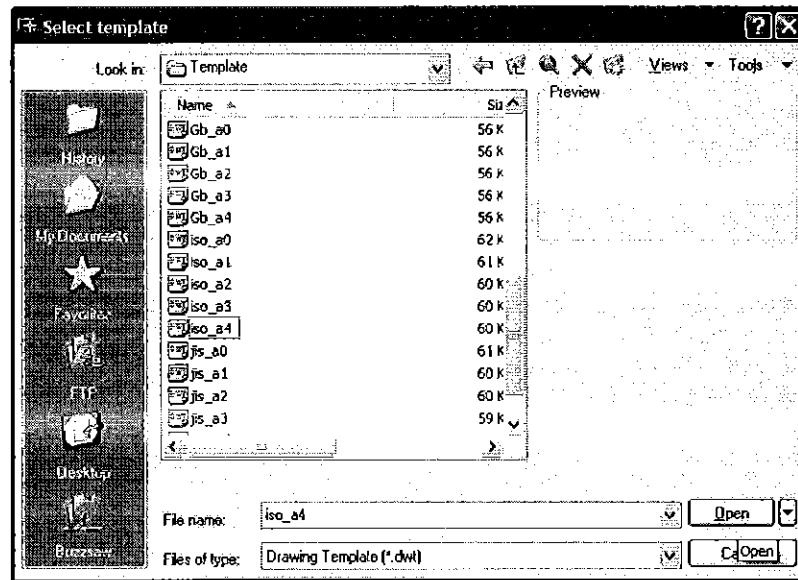 Select template
Look in: Template Views Tools
Name Siz
Preview
Gb_a0 56 K
Gb_a1 56 K
Gb_a2 56 K
Gb_a3 56 K
Gb_a4 56 K
iso_a0 62 K
iso_a1 61 K
iso_a2 60 K
iso_a3 60 K
iso_a4 60 K
jis_a0 61 K
jis_a1 60 K
jis_a2 60 K
jis_a3 59 K
History
My Documents
Favorites
FTP
Desktop
Buzzsaw
File name: iso_a4 Open
Files of type: Drawing Template (*.dwt) Ca Open